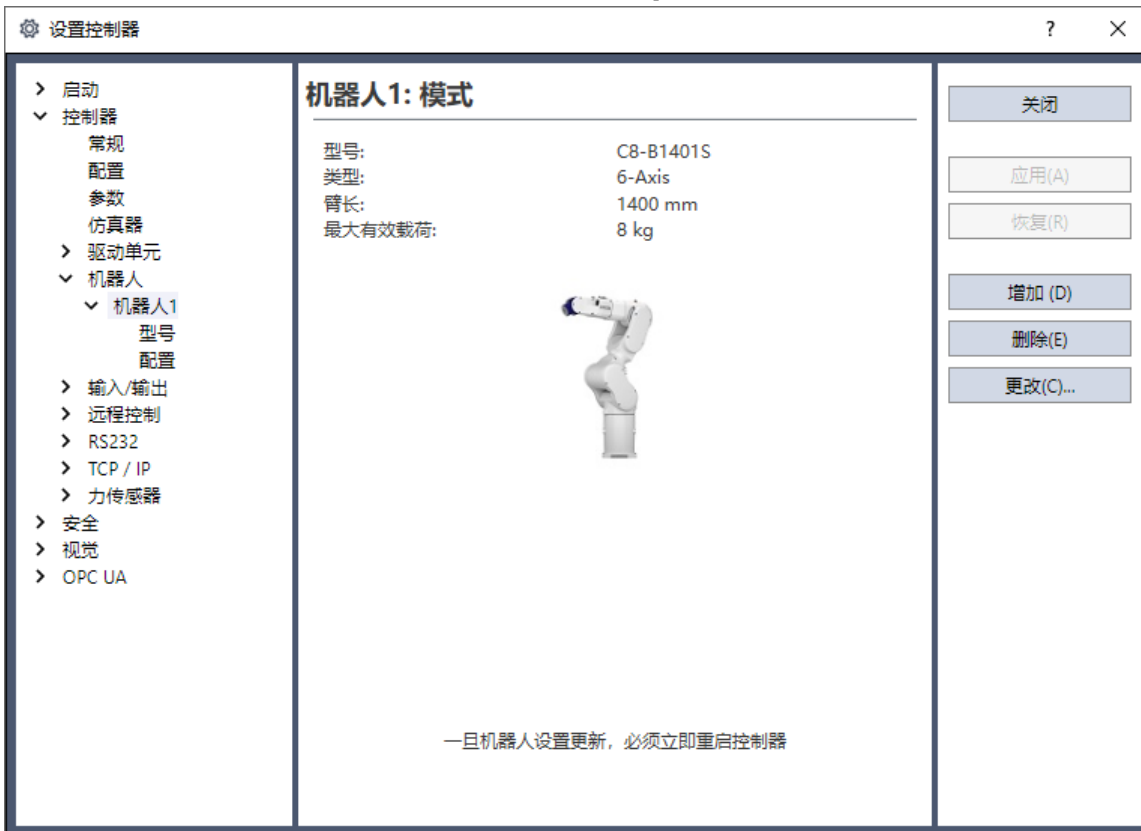 设置控制器
?
启动
控制器
常规
配置
参数
仿真器
驱动单元
机器人
机器人1
型号
配置
输入/输出
远程控制
RS232
TCP / IP
力传感器
安全
视觉
OPC UA
机器人1: 模式
型号: C8-B1401S
类型: 6-Axis
臂长: 1400 mm
最大有效载荷: 8 kg
一旦机器人设置更新，必须立即重启控制器
关闭
应用(A)
恢复(R)
增加 (D)
删除(E)
更改(C)...